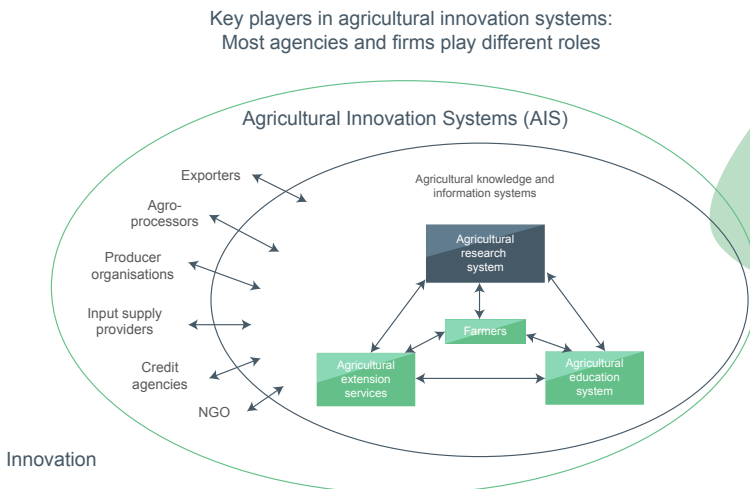 Key players in agricultural innovation systems:
Most agencies and firms play different roles
Agricultural Innovation Systems (AIS)
Exporters
Agro-
processors
Producer
organisations
Input supply
providers
Credit
agencies
NGO
Agricultural knowledge and
information systems
Agricultural
research
system
Farmers
Agricultural
extension
services
Agricultural
education
system
Innovation